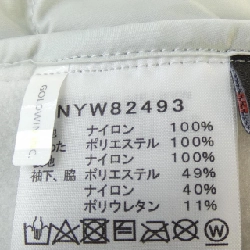 GOLDWIN INC.
NYW82493
ナイロン 100%
た ポリエステル 100%
ナイロン 100%
袖下、脇 ポリエステル 49%
ナイロン 40%
ポリウレタン 11%